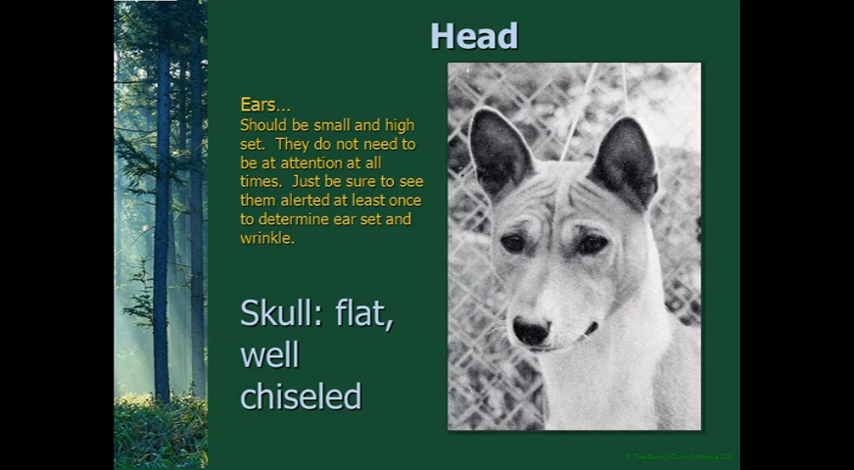 Head
Ears...
Should be small and high
set. They do not need to
be at attention at all
times. Just be sure to see
them alerted at least once
to determine ear set and
wrinkle.
Skull: flat,
well
chiseled